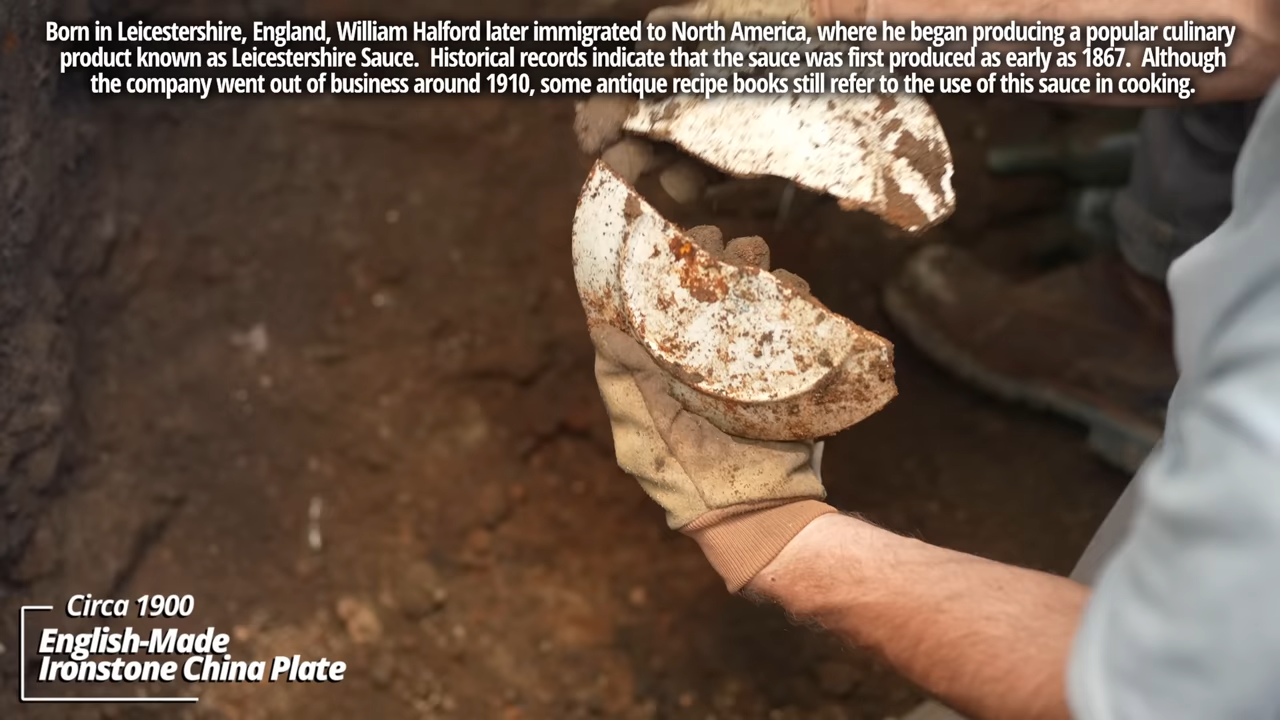 Born in Leicestershire, England, William Halford later immigrated to North America, where he began producing a popular culinary
product known as Leicestershire Sauce.  Historical records indicate that the sauce was first produced as early as 1867.  Although
the company went out of business around 1910, some antique recipe books still refer to the use of this sauce in cooking.
Circa 1900
English-Made
Ironstone China Plate